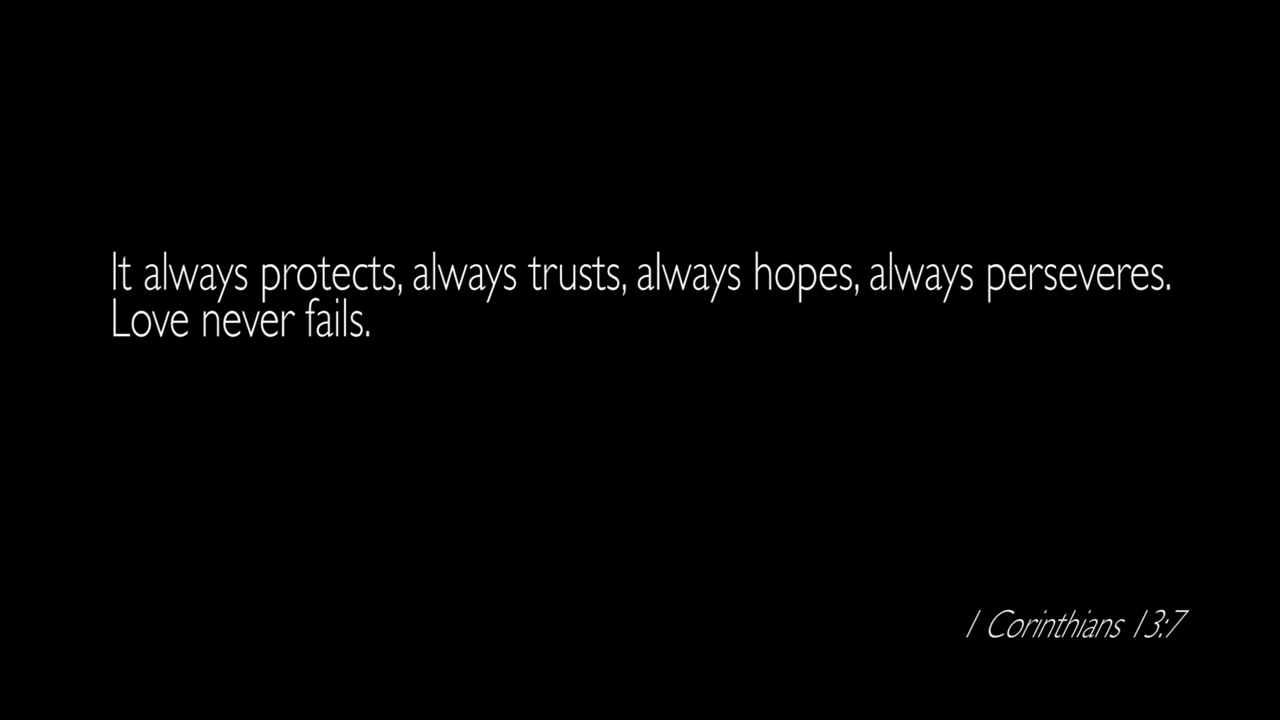 It always protects, always trusts, always hopes, always perseveres.
Love never fails.
1 Corinthians 13:7